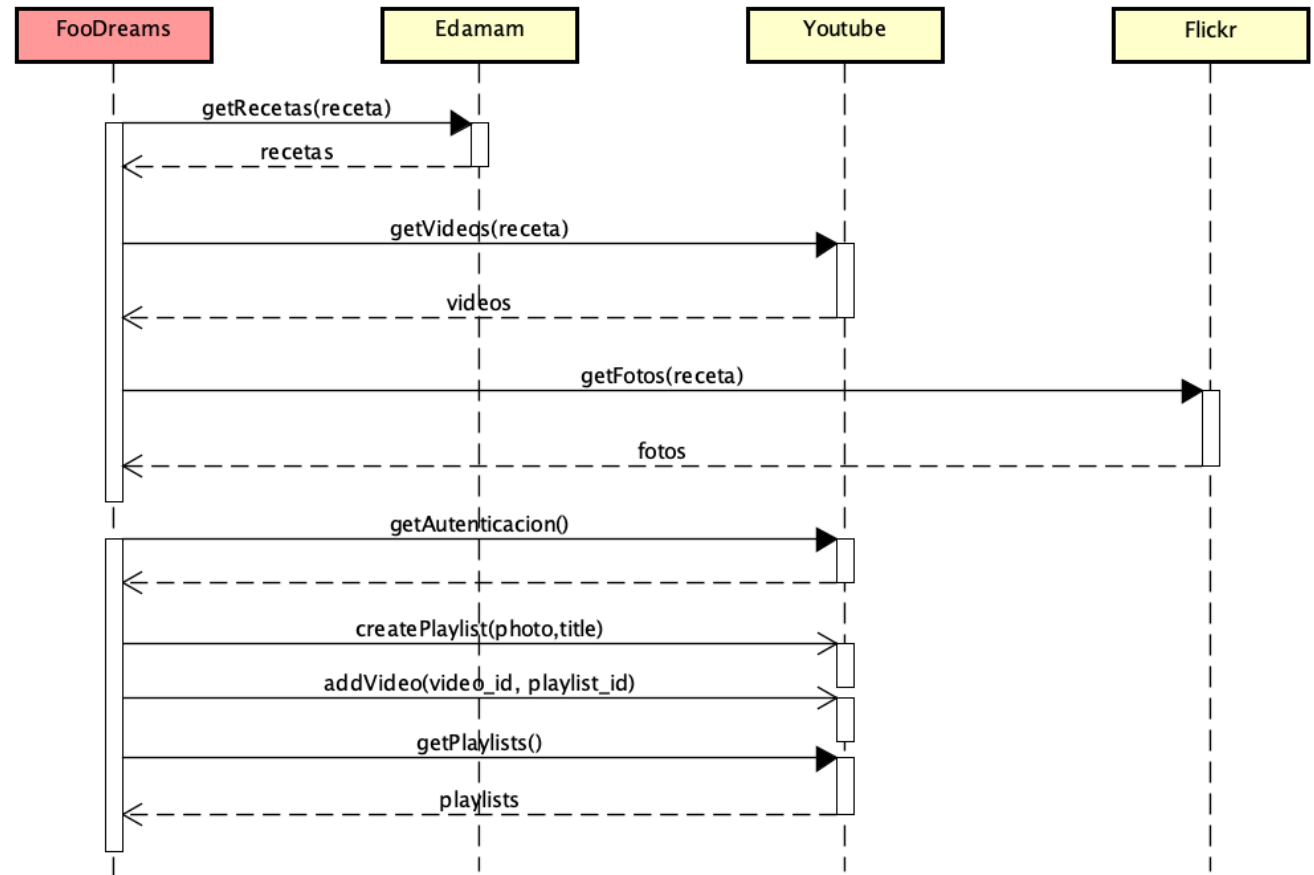 FooDreams
Edamam
Youtube
Flickr
getRecetas(receta)
recetas
getVideos(receta)
videos
getFotos(receta)
fotos
getAutenticacion()
createPlaylist(photo,title)
addVideo(video_id, playlist_id)
getPlaylists()
playlists